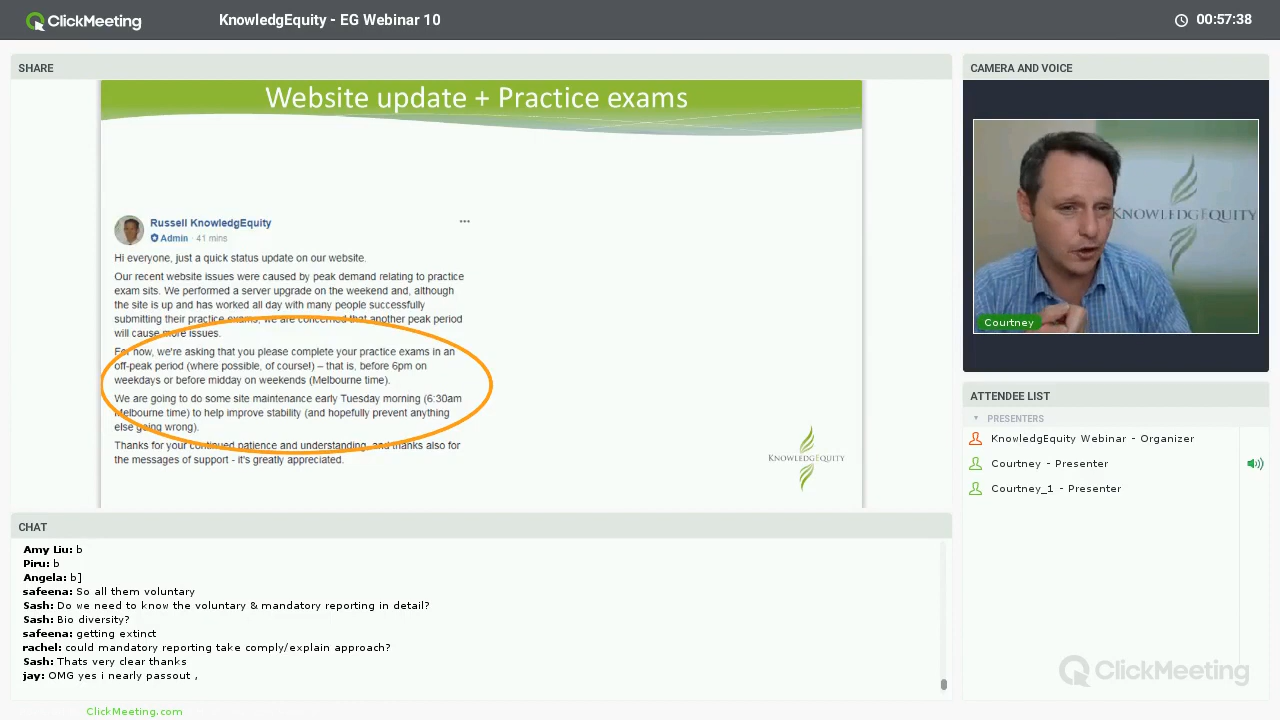 ClickMeeting
KnowledgEquity - EG Webinar 10
00:57:38
SHARE
Website update + Practice exams
Russell KnowledgEquity
Admin · 41 mins
Hi everyone, just a quick status update on our website.
Our recent website issues were caused by peak demand relating to practice
exam sits. We performed a server upgrade on the weekend and, although
the site is up and has worked all day with many people successfully
submitting their practice exams, we are concerned that another peak period
will cause more issues.
For now, we're asking that you please complete your practice exams in an
off-peak period (where possible, of course!) – that is, before 6pm on
weekdays or before midday on weekends (Melbourne time).
We are going to do some site maintenance early Tuesday morning (6:30am
Melbourne time) to help improve stability (and hopefully prevent anything
else going wrong).
Thanks for your continued patience and understanding, and thanks also for
the messages of support - it's greatly appreciated.
KNOWLEDGEQUITY
CAMERA AND VOICE
KNOWLEDGEQUITY
Courtney
ATTENDEE LIST
PRESENTERS
KnowledgEquity Webinar - Organizer
Courtney - Presenter
Courtney_1 - Presenter
CHAT
Amy Liu: b
Piru: b
Angela: b]
safeena: So all them voluntary
Sash: Do we need to know the voluntary & mandatory reporting in detail?
Sash: Bio diversity?
safeena: getting extinct
rachel: could mandatory reporting take comply/explain approach?
Sash: Thats very clear thanks
jay: OMG yes i nearly passout ,
ClickMeeting
ClickMeeting.com